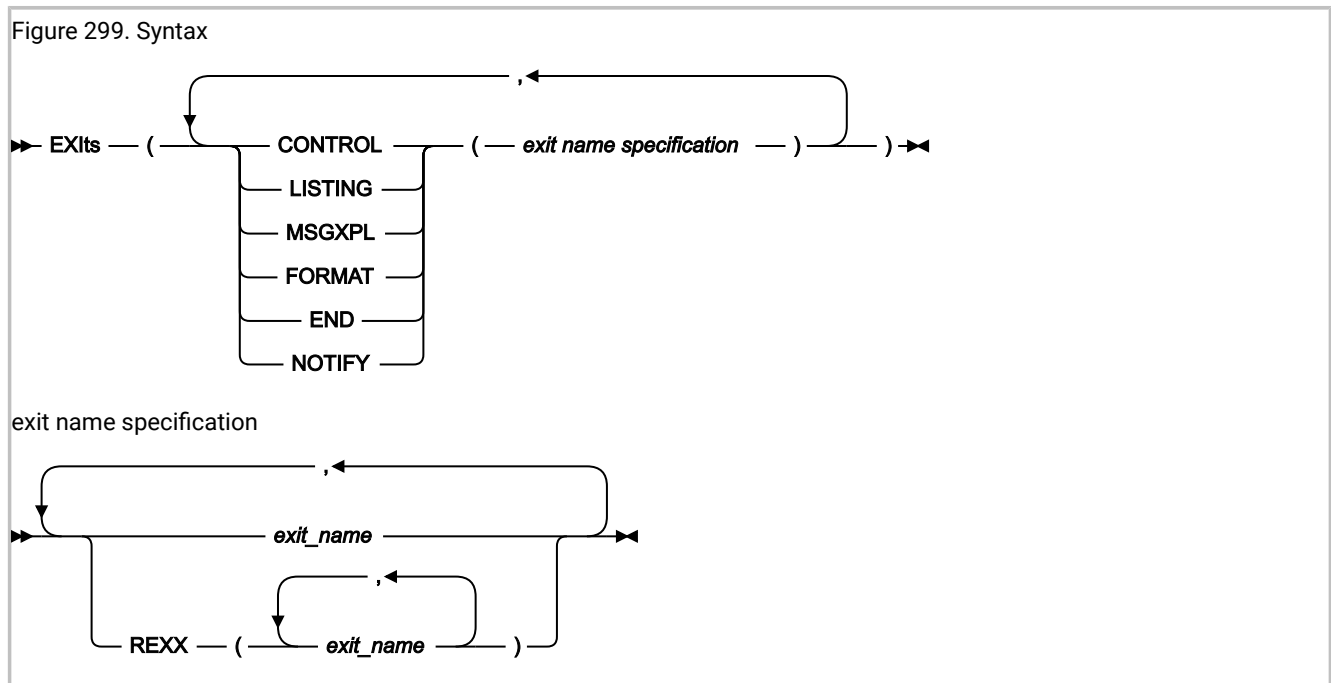 Figure 299. Syntax
,
EXIts ( CONTROL ( exit name specification ) )
LISTING
MSGXPL
FORMAT
END
NOTIFY
exit name specification
,
exit_name
,
REXX ( exit_name )